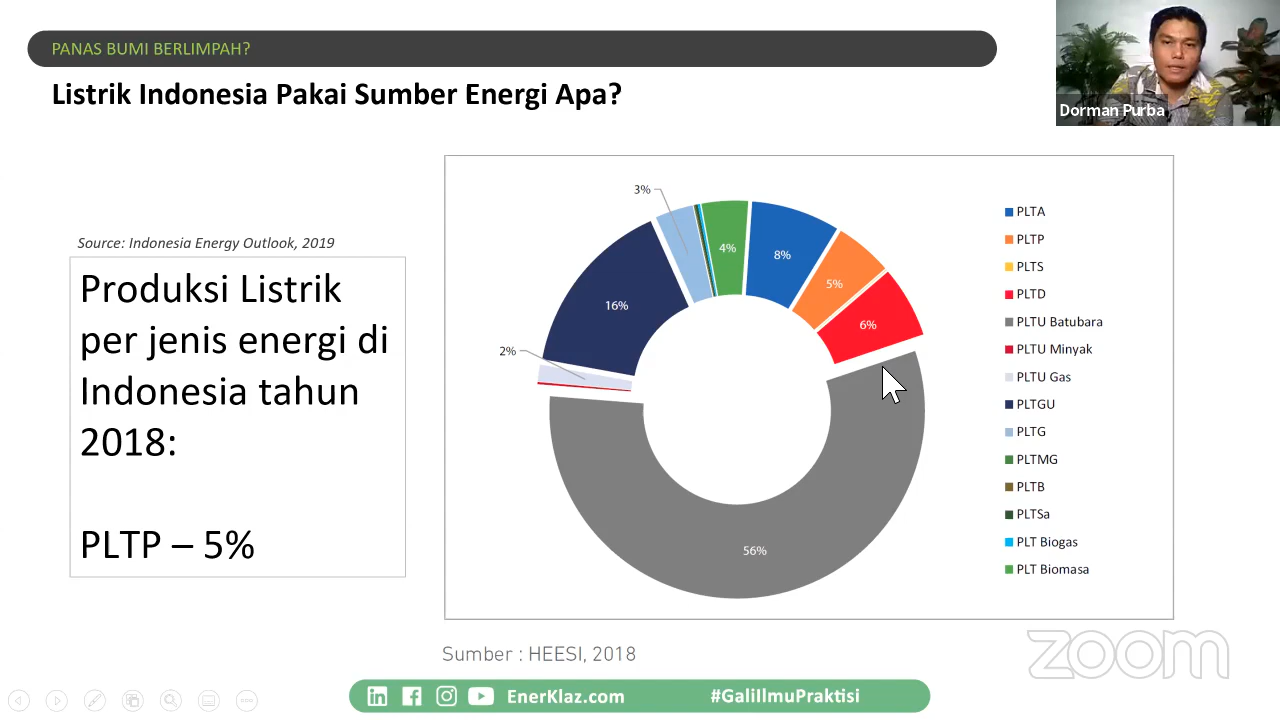 PANAS BUMI BERLIMPAH?
Listrik Indonesia Pakai Sumber Energi Apa?
Dorman Purba
Source: Indonesia Energy Outlook, 2019
Produksi Listrik
per jenis energi di
Indonesia tahun
2018:
PLTP – 5%
3%
4%
8%
5%
6%
16%
2%
56%
PLTA
PLTP
PLTS
PLTD
PLTU Batubara
PLTU Minyak
PLTU Gas
PLTGU
PLTG
PLTMG
PLTB
PLTSa
PLT Biogas
PLT Biomasa
Sumber : HEESI, 2018
zoom
EnerKlaz.com
#GaliIlmuPraktisi